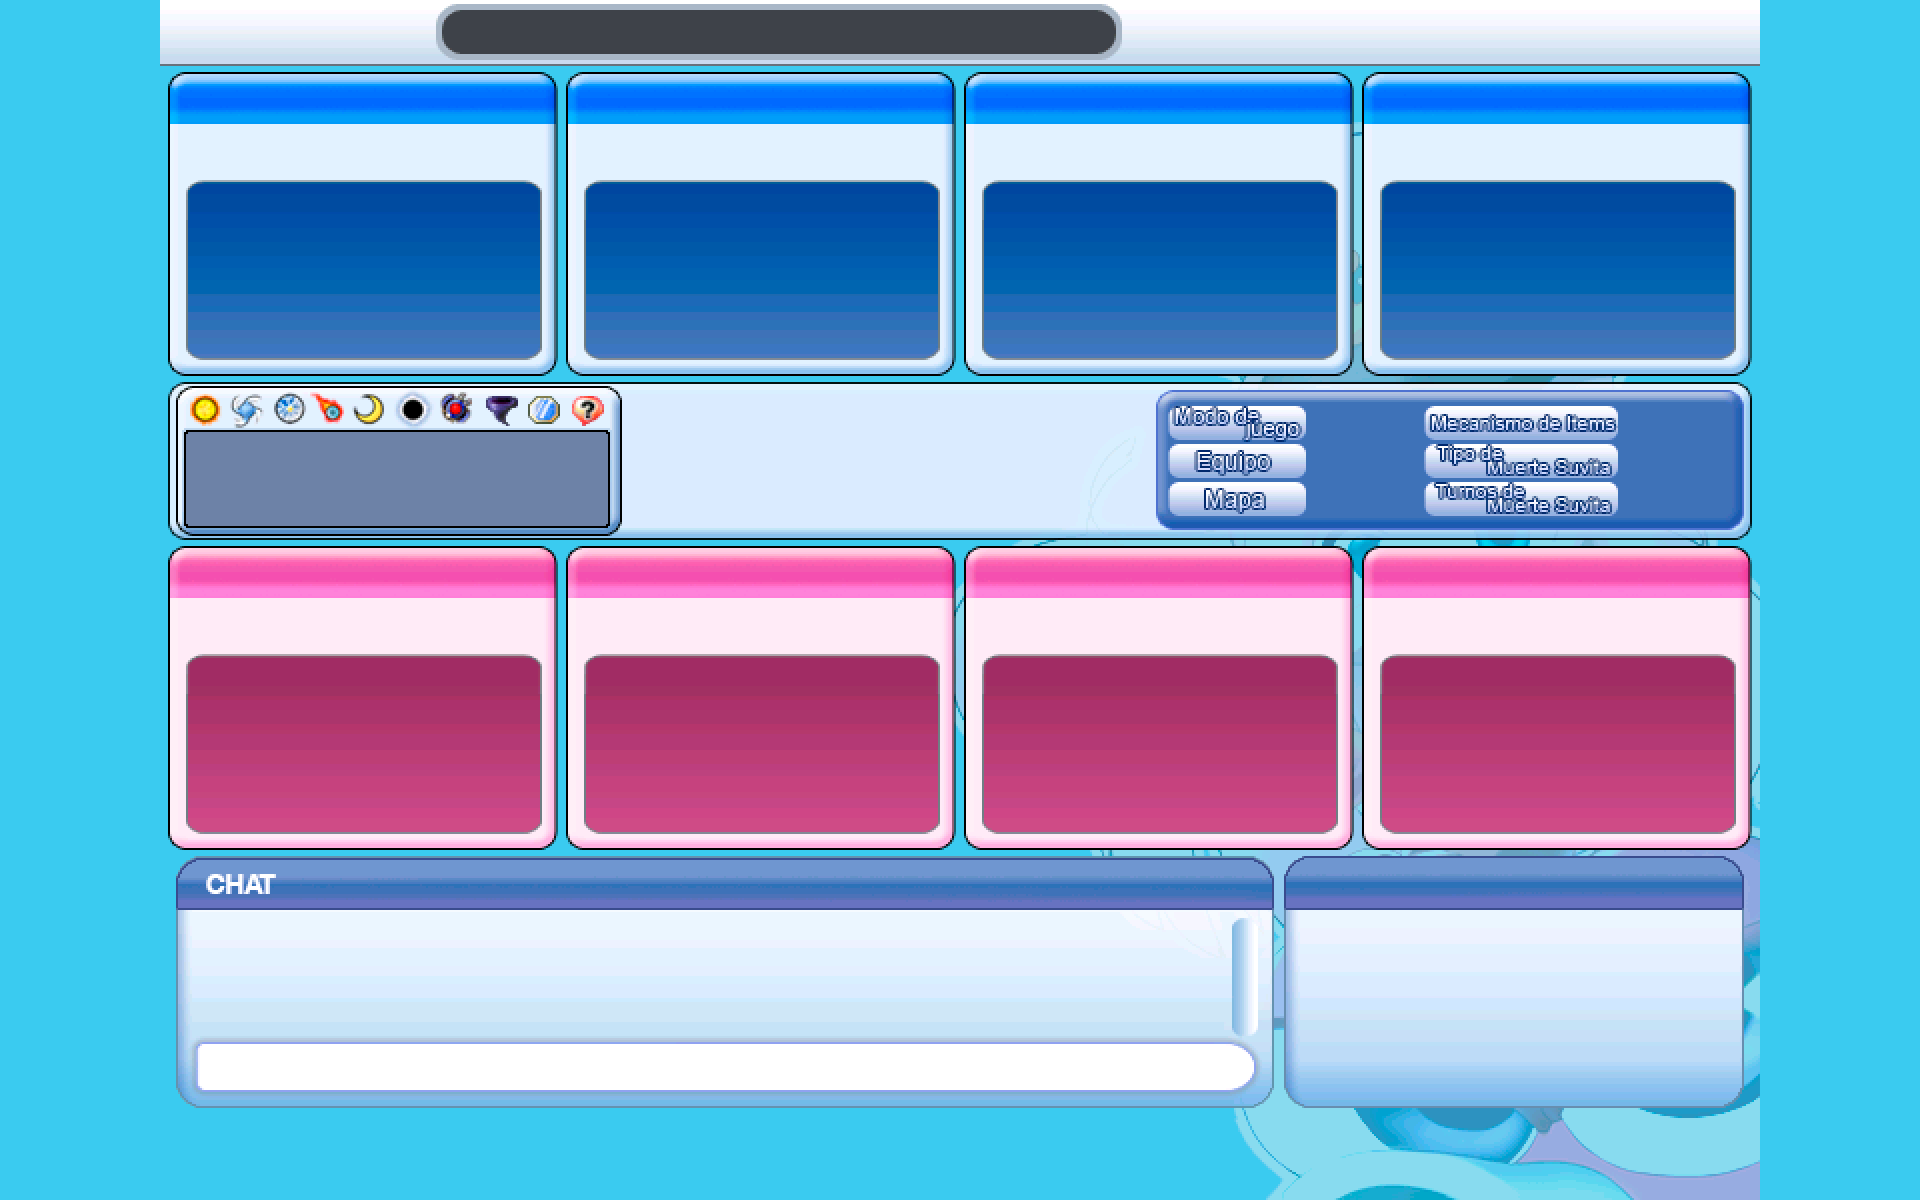 Modo de
juego
Mecanismo de Items
Equipo
Tipo de
Muerte Suvita
Mapa
Turnos de
Muerte Suvita
CHAT